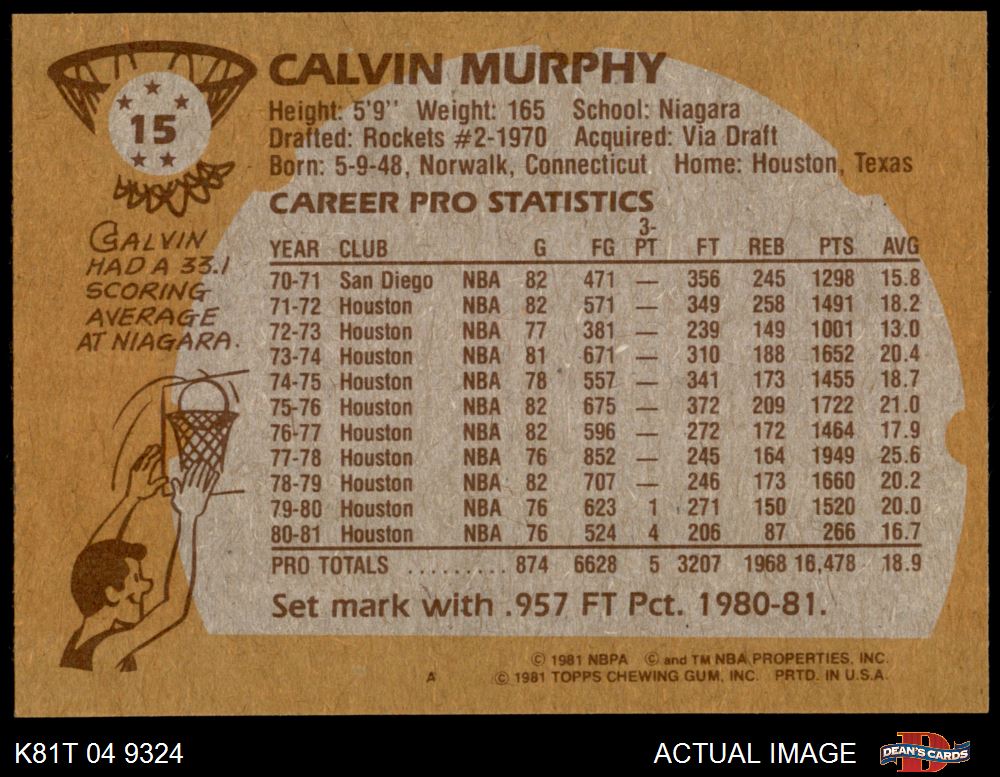 15
CALVIN MURPHY
Height: 5'9'' Weight: 165 School: Niagara
Drafted: Rockets #2-1970 Acquired: Via Draft
Born: 5-9-48, Norwalk, Connecticut Home: Houston, Texas
CALVIN
HAD A 33.1
SCORING
AVERAGE
AT NIAGARA.
CAREER PRO STATISTICS
YEAR CLUB G FG 3-PT FT REB PTS AVG
70-71 San Diego NBA 82 471 — 356 245 1298 15.8
71-72 Houston NBA 82 571 — 349 258 1491 18.2
72-73 Houston NBA 77 381 — 239 149 1001 13.0
73-74 Houston NBA 81 671 — 310 188 1652 20.4
74-75 Houston NBA 78 557 — 341 173 1455 18.7
75-76 Houston NBA 82 675 — 372 209 1722 21.0
76-77 Houston NBA 82 596 — 272 172 1464 17.9
77-78 Houston NBA 76 852 — 245 164 1949 25.6
78-79 Houston NBA 82 707 — 246 173 1660 20.2
79-80 Houston NBA 76 623 1 271 150 1520 20.0
80-81 Houston NBA 76 524 4 206 87 266 16.7
PRO TOTALS .......... 874 6628 5 3207 1968 16,478 18.9
Set mark with .957 FT Pct. 1980-81.
© 1981 NBPA © and TM NBA PROPERTIES, INC.
A © 1981 TOPPS CHEWING GUM, INC. PRTD. IN U.S.A.
K81T 04 9324 ACTUAL IMAGE D DEAN'S CARDS